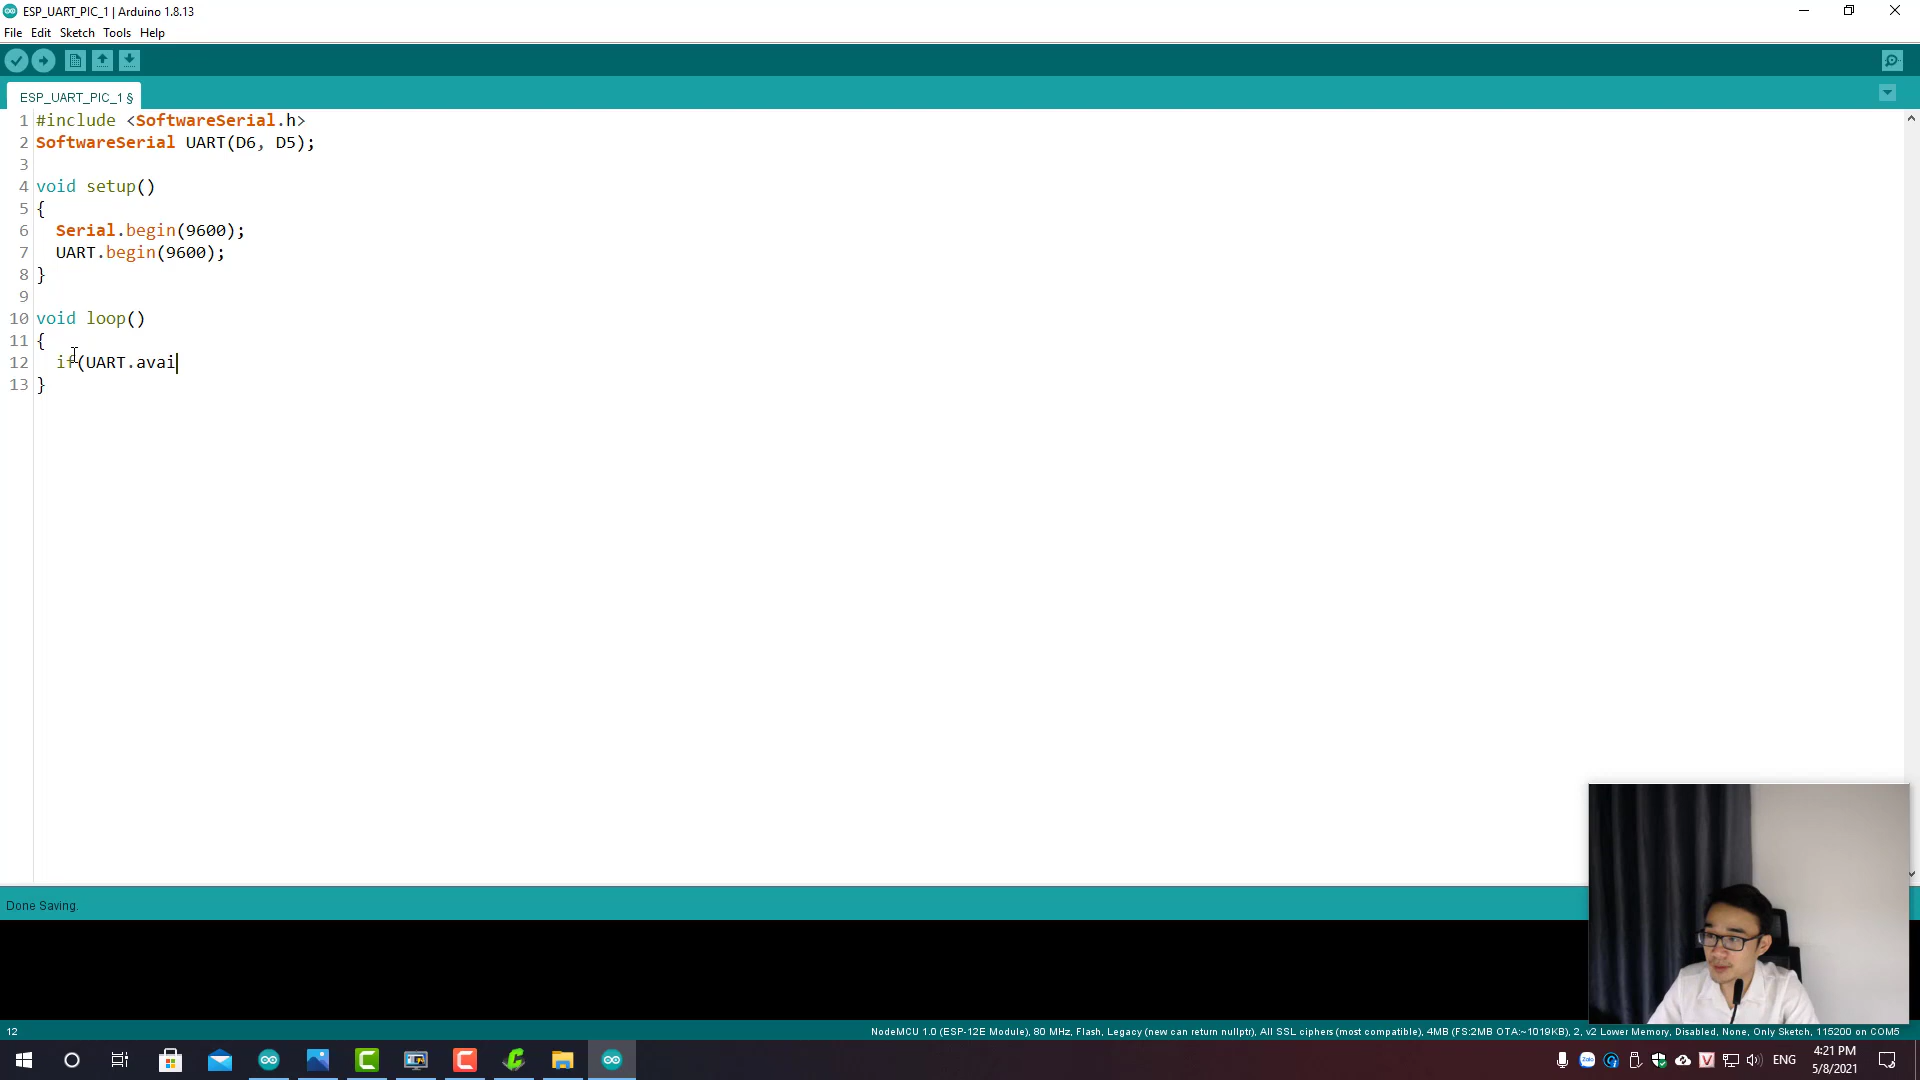 ESP_UART_PIC_1 | Arduino 1.8.13
File Edit Sketch Tools Help
ESP_UART_PIC_1 §
1 #include <SoftwareSerial.h>
2 SoftwareSerial UART(D6, D5);
3
4 void setup()
5 {
6 Serial.begin(9600);
7 UART.begin(9600);
8 }
9
10 void loop()
11 {
12 if(UART.avai
13 }
Done Saving.
12 NodeMCU 1.0 (ESP-12E Module), 80 MHz, Flash, Legacy (new can return nullptr), All SSL ciphers (most compatible), 4MB (FS:2MB OTA:~1019KB), 2, v2 Lower Memory, Disabled, None, Only Sketch, 115200 on COM5
ENG
4:21 PM
5/8/2021